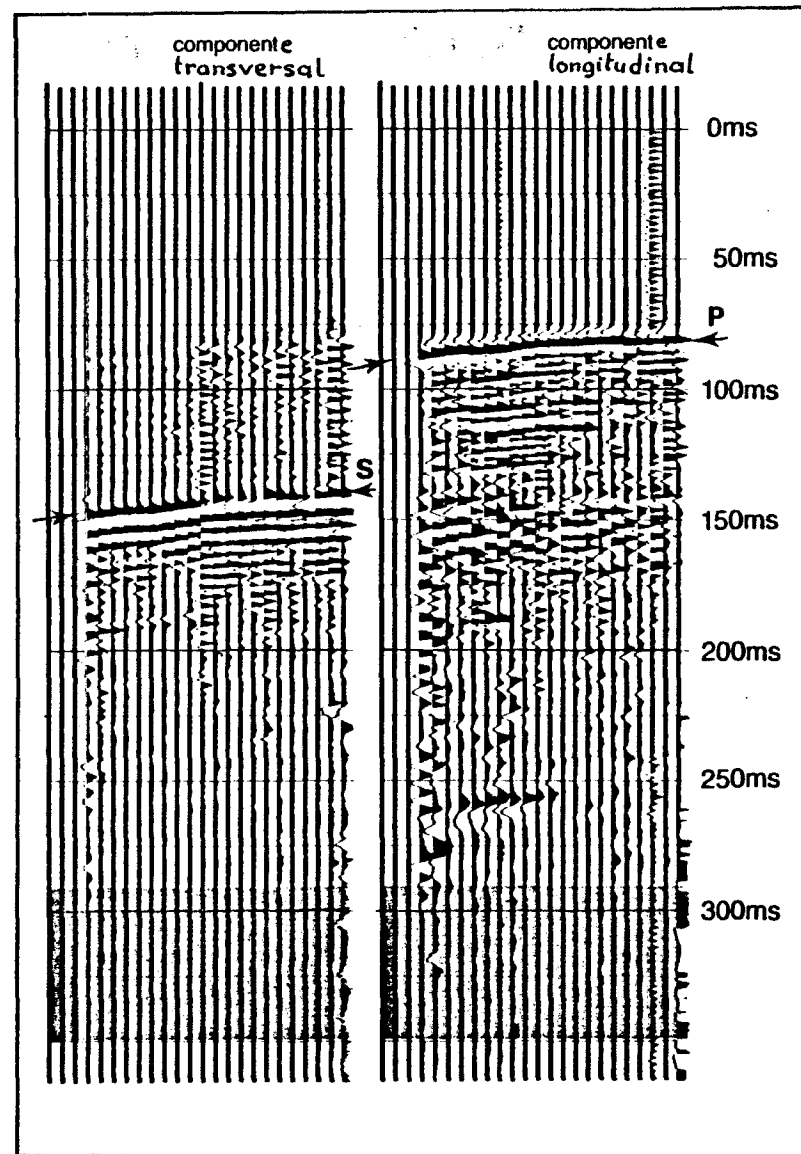 componente
transversal
componente
longitudinal
0ms
50ms
P
100ms
S
150ms
200ms
250ms
300ms